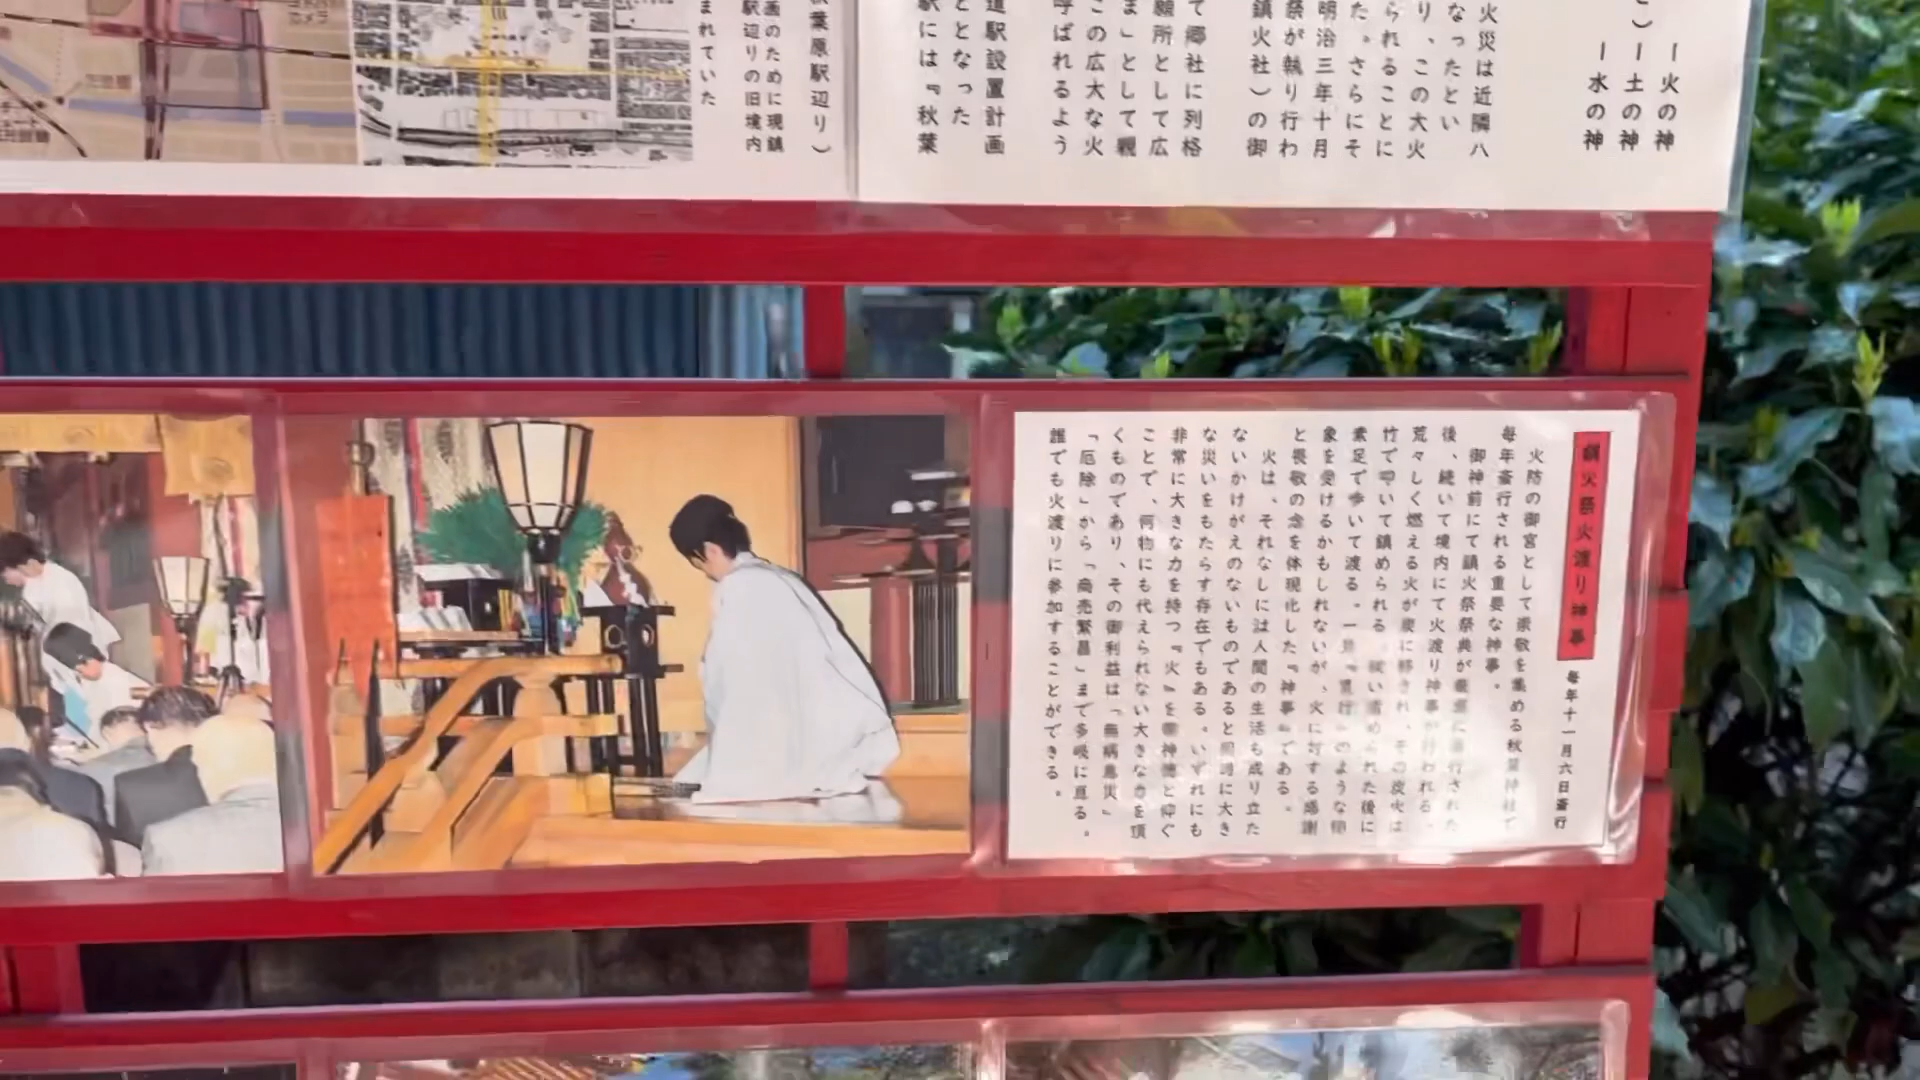 ー火の神
ー土の神
ー水の神
火災は近隣八
なったとい
り、この大火
られることに
た。さらにそ
明治三年十月
祭が執り行わ
鎮火社）の御
て郷社に列格
願所として広
ま」として親
この広大な火
呼ばれるよう
道駅設置計画
ととなった
駅には『秋葉
秋葉原駅辺り）
画のために現鎮
駅辺りの旧境内
まれていた
鎮火祭火渡り神事
毎年十一月六日斎行
火防の御宮として崇敬を集める秋葉神社で
毎年斎行される重要な神事。
御神前にて鎮火祭祭典が厳粛に斎行された
後、続いて境内にて火渡り神事が行われる。
荒々しく燃える火が炭に移され、その炭火は
竹で叩いて鎮められる。祓い清められた後に
素足で歩いて渡る。一見『荒行』のような印
象を受けるかもしれないが、火に対する感謝
と畏敬の念を体現化した『神事』である。
火は、それなしには人間の生活も成り立た
ないかけがえのないものであると同時に大き
な災いをもたらす存在でもある。いずれにも
非常に大きな力を持つ『火』を御神徳と仰ぐ
ことで、何物にも代えられない大きな力を頂
くものであり、その御利益は「無病息災」
「厄除」から「商売繁昌」まで多岐に亘る。
誰でも火渡りに参加することができる。